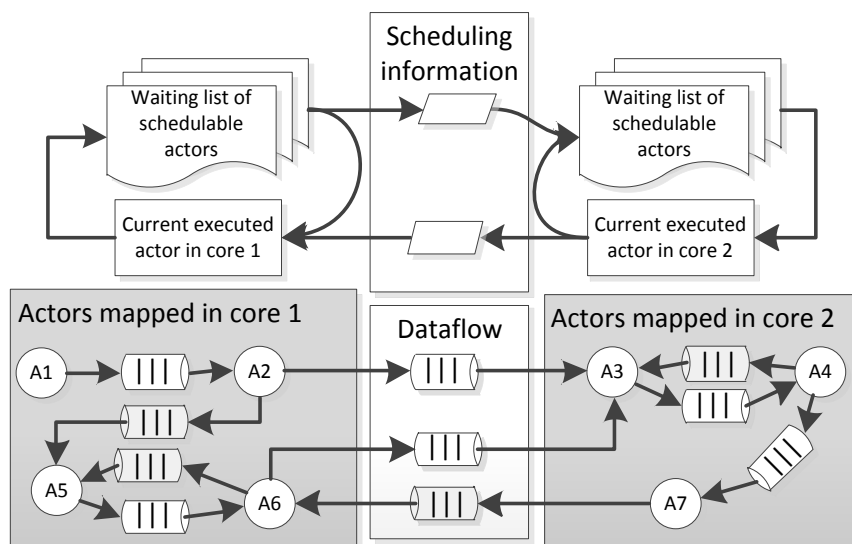 Scheduling
information
Waiting list of
schedulable
actors
Waiting list of
schedulable
actors
Current executed
actor in core 1
Current executed
actor in core 2
Actors mapped in core 1
Dataflow
Actors mapped in core 2
A1
A2
A3
A4
A5
A6
A7